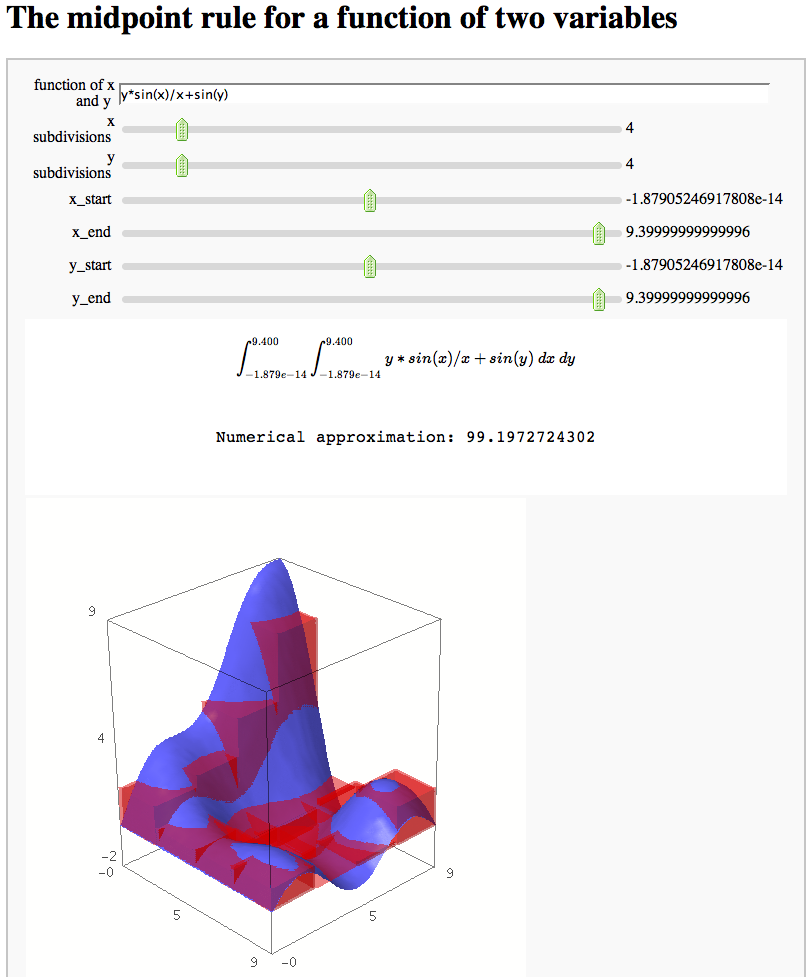 The midpoint rule for a function of two variables
function of x and y
y*sin(x)/x+sin(y)
x subdivisions
4
y subdivisions
4
x_start
-1.87905246917808e-14
x_end
9.39999999999996
y_start
-1.87905246917808e-14
y_end
9.39999999999996
∫_{-1.879e-14}^{9.400} ∫_{-1.879e-14}^{9.400} y * sin(x)/x + sin(y) dx dy
Numerical approximation: 99.1972724302
9
4
-2
-0
5
9
-0
5
9